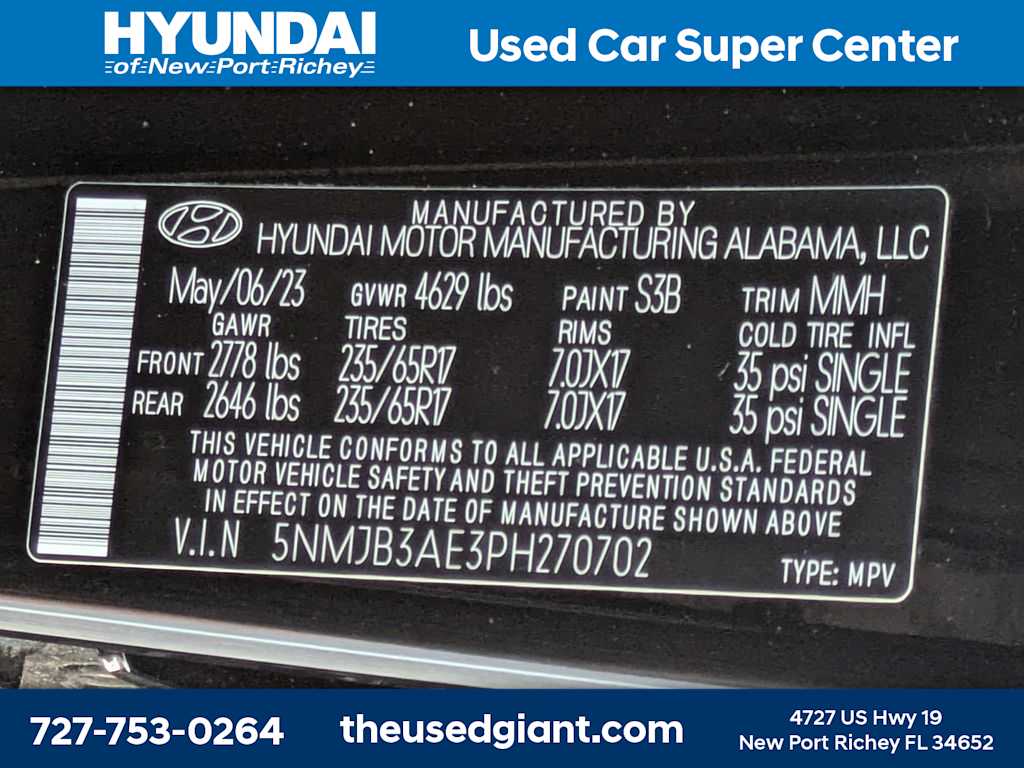 HYUNDAI
of New Port Richey
Used Car Super Center
MANUFACTURED BY
HYUNDAI MOTOR MANUFACTURING ALABAMA, LLC
May/06/23 GVWR 4629 lbs PAINT S3B TRIM MMH
GAWR TIRES RIMS COLD TIRE INFL
FRONT 2778 lbs 235/65R17 7.0JX17 35 psi SINGLE
REAR 2646 lbs 235/65R17 7.0JX17 35 psi SINGLE
THIS VEHICLE CONFORMS TO ALL APPLICABLE U.S.A. FEDERAL
MOTOR VEHICLE SAFETY AND THEFT PREVENTION STANDARDS
IN EFFECT ON THE DATE OF MANUFACTURE SHOWN ABOVE
V.I.N 5NMJB3AE3PH270702
TYPE: MPV
727-753-0264
theusedgiant.com
4727 US Hwy 19
New Port Richey FL 34652